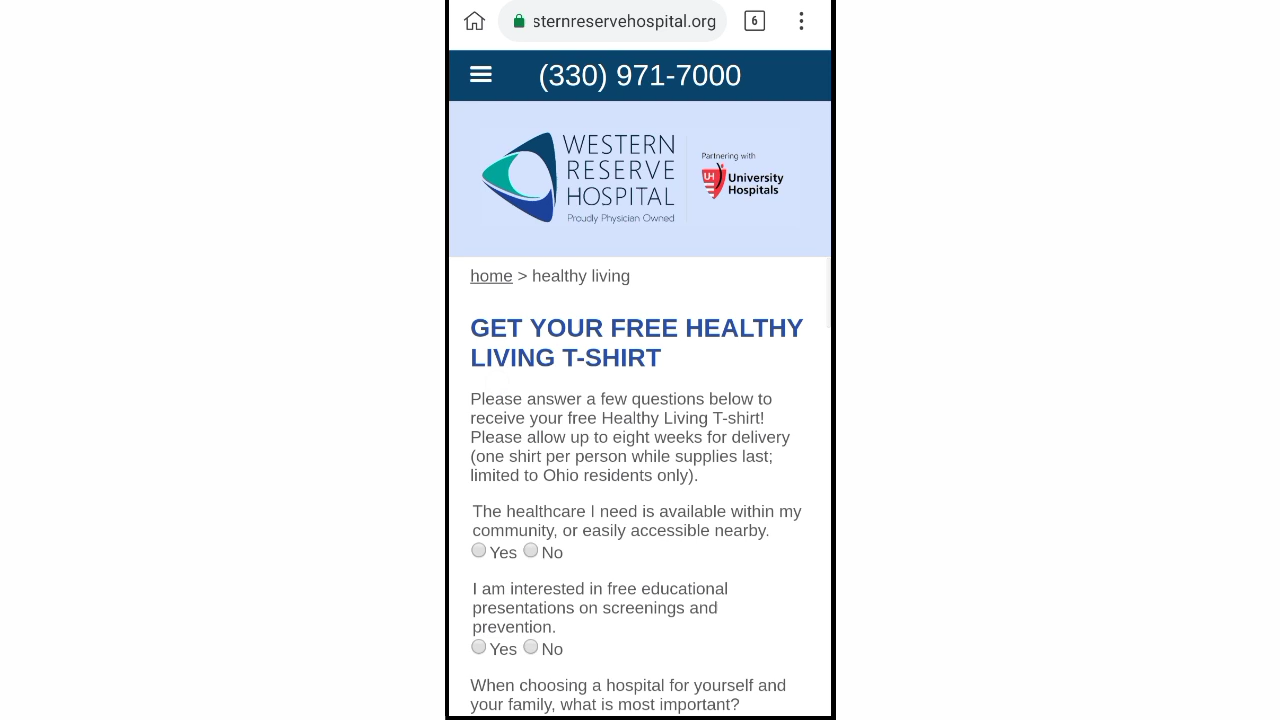 sternreservehospital.org
6
(330) 971-7000
WESTERN
RESERVE
HOSPITAL
Proudly Physician Owned
Partnering with
UH
University
Hospitals
home > healthy living
GET YOUR FREE HEALTHY
LIVING T-SHIRT
Please answer a few questions below to
receive your free Healthy Living T-shirt!
Please allow up to eight weeks for delivery
(one shirt per person while supplies last;
limited to Ohio residents only).
The healthcare I need is available within my
community, or easily accessible nearby.
Yes No
I am interested in free educational
presentations on screenings and
prevention.
Yes No
When choosing a hospital for yourself and
your family, what is most important?